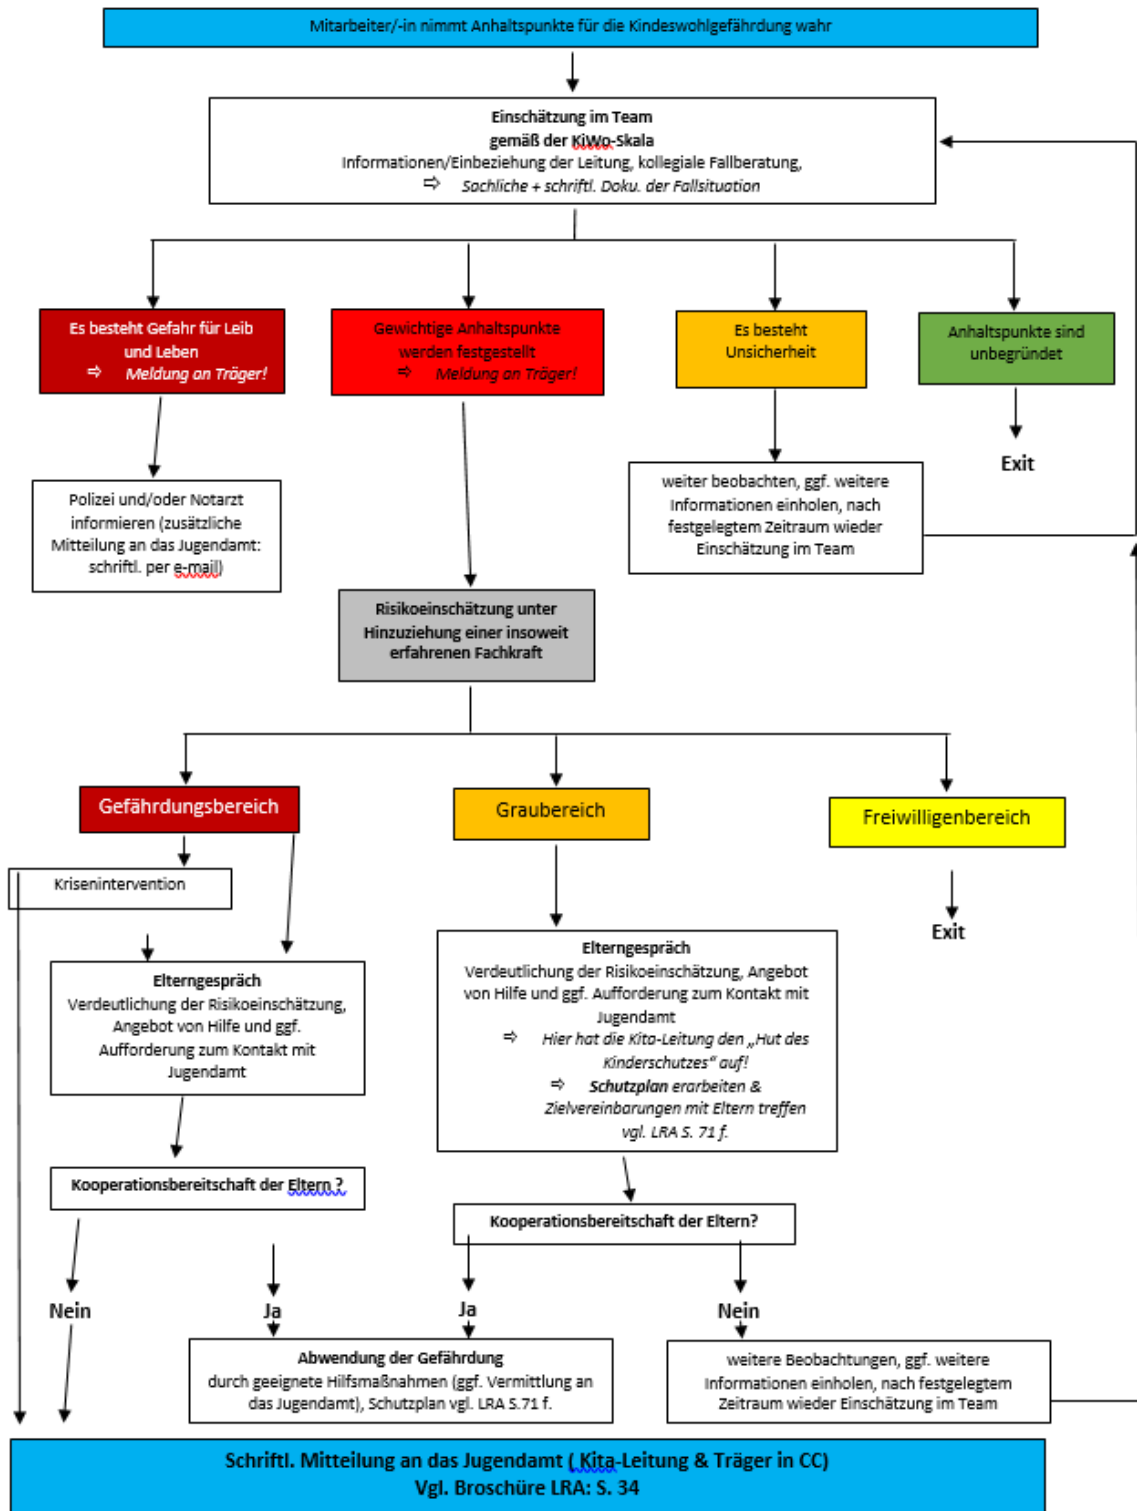 Mitarbeiter/-in nimmt Anhaltspunkte für die Kindeswohlgefährdung wahr
Einschätzung im Team
gemäß der KiWo-Skala
Informationen/Einbeziehung der Leitung, kollegiale Fallberatung,
⇨ Sachliche + schriftl. Doku. der Fallsituation
Es besteht Gefahr für Leib
und Leben
⇨ Meldung an Träger!
Gewichtige Anhaltspunkte
werden festgestellt
⇨ Meldung an Träger!
Es besteht
Unsicherheit
Anhaltspunkte sind
unbegründet
Exit
Polizei und/oder Notarzt
informieren (zusätzliche
Mitteilung an das Jugendamt:
schriftl. per e-mail)
weiter beobachten, ggf. weitere
Informationen einholen, nach
festgelegtem Zeitraum wieder
Einschätzung im Team
Risikoeinschätzung unter
Hinzuziehung einer insoweit
erfahrenen Fachkraft
Gefährdungsbereich
Graubereich
Freiwilligenbereich
Krisenintervention
Exit
Elterngespräch
Verdeutlichung der Risikoeinschätzung,
Angebot von Hilfe und ggf.
Aufforderung zum Kontakt mit
Jugendamt
Elterngespräch
Verdeutlichung der Risikoeinschätzung, Angebot
von Hilfe und ggf. Aufforderung zum Kontakt mit
Jugendamt
⇨ Hier hat die Kita-Leitung den „Hut des
Kinderschutzes“ auf!
⇨ Schutzplan erarbeiten &
Zielvereinbarungen mit Eltern treffen
vgl. LRA S. 71 f.
Kooperationsbereitschaft der Eltern ?
Kooperationsbereitschaft der Eltern?
Nein
Ja
Ja
Nein
Abwendung der Gefährdung
durch geeignete Hilfsmaßnahmen (ggf. Vermittlung an
das Jugendamt), Schutzplan vgl. LRA S.71 f.
weitere Beobachtungen, ggf. weitere
Informationen einholen, nach festgelegtem
Zeitraum wieder Einschätzung im Team
Schriftl. Mitteilung an das Jugendamt ( Kita-Leitung & Träger in CC)
Vgl. Broschüre LRA: S. 34